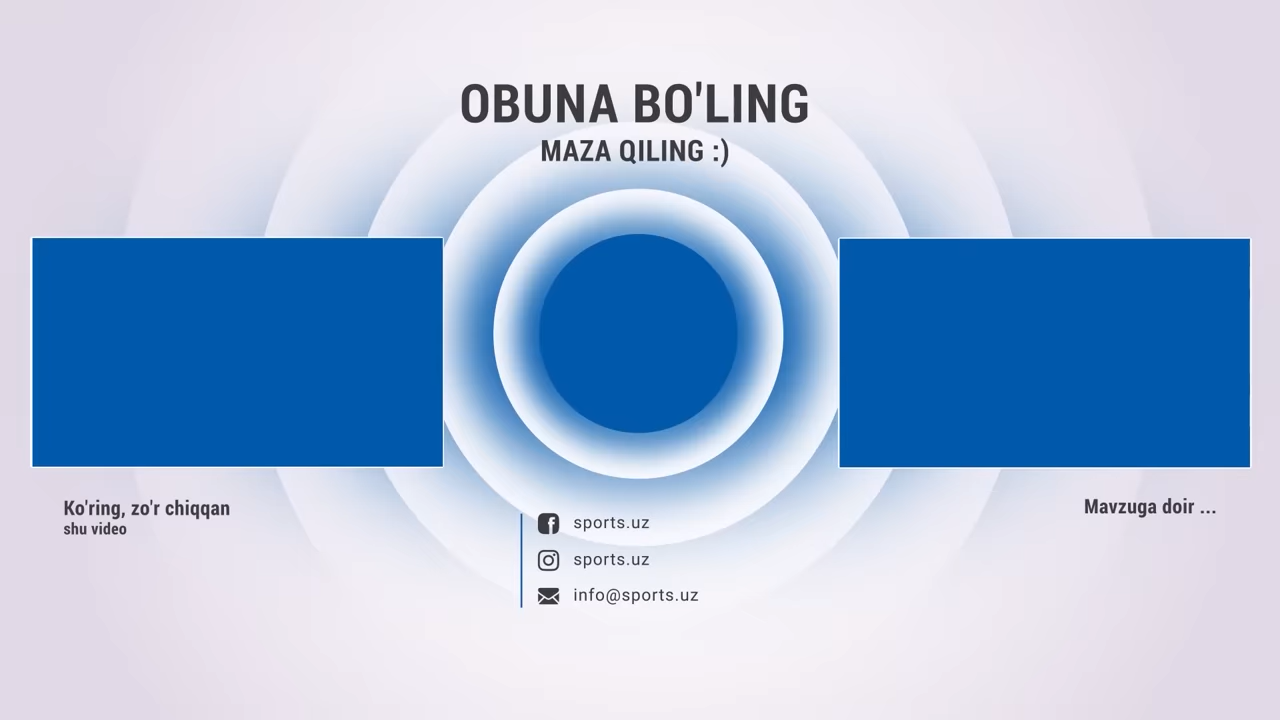 OBUNA BO'LING
MAZA QILING :)
Ko'ring, zo'r chiqqan
shu video
Mavzuga doir ...
sports.uz
sports.uz
info@sports.uz